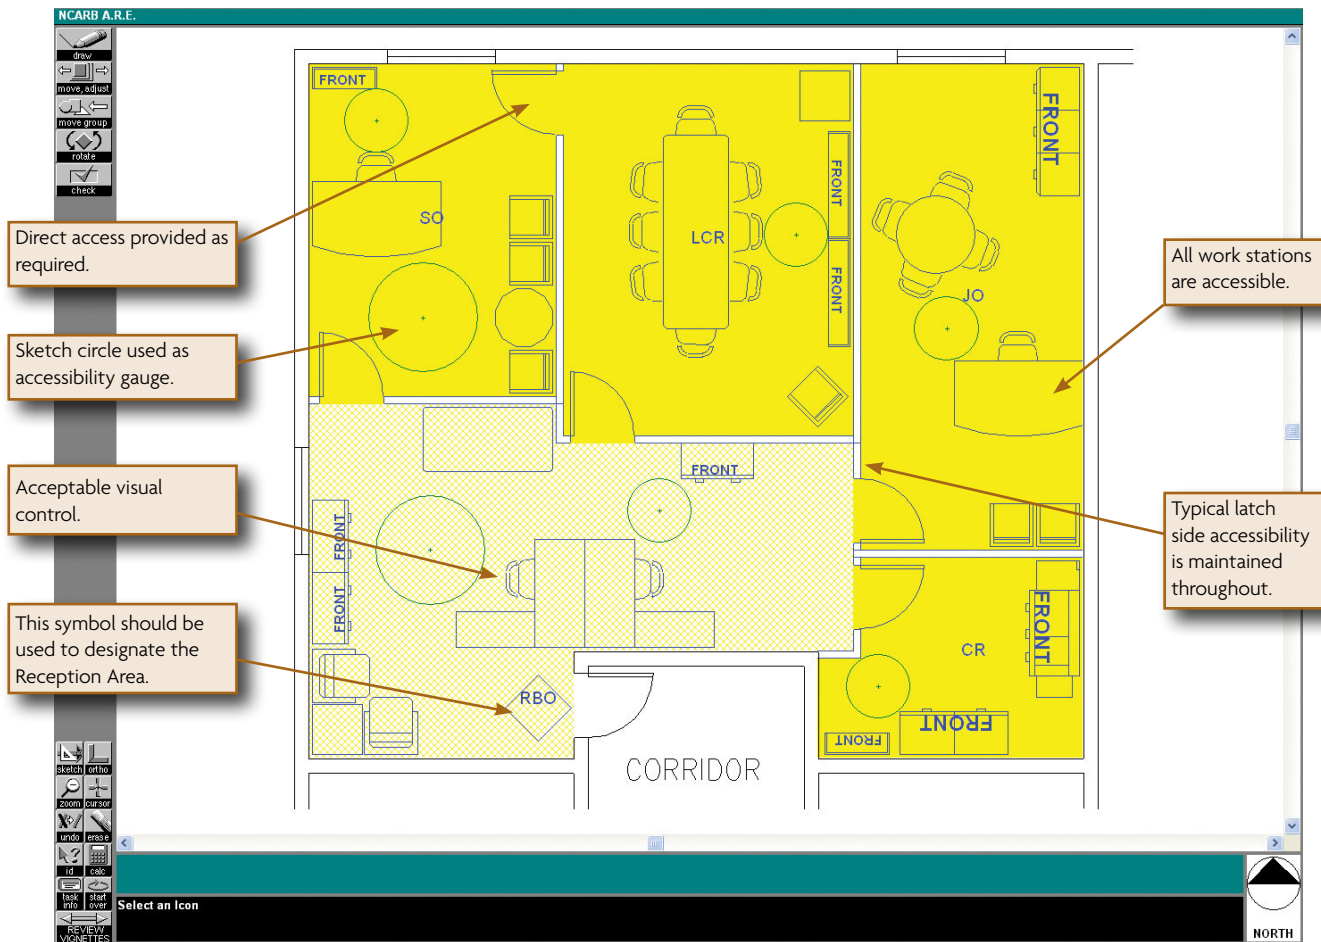 NCARB A.R.E.
draw
move, adjust
move group
rotate
check
Direct access provided as
required.
Sketch circle used as
accessibility gauge.
Acceptable visual
control.
This symbol should be
used to designate the
Reception Area.
FRONT
SO
LCR
FRONT
FRONT
FRONT
JO
FRONT
FRONT
FRONT
RBO
CORRIDOR
CR
FRONT
FRONT
FRONT
All work stations
are accessible.
Typical latch
side accessibility
is maintained
throughout.
sketch
ortho
zoom
cursor
undo
erase
id
calc
task
info
start
over
REVIEW
VIGNETTES
Select an Icon
NORTH